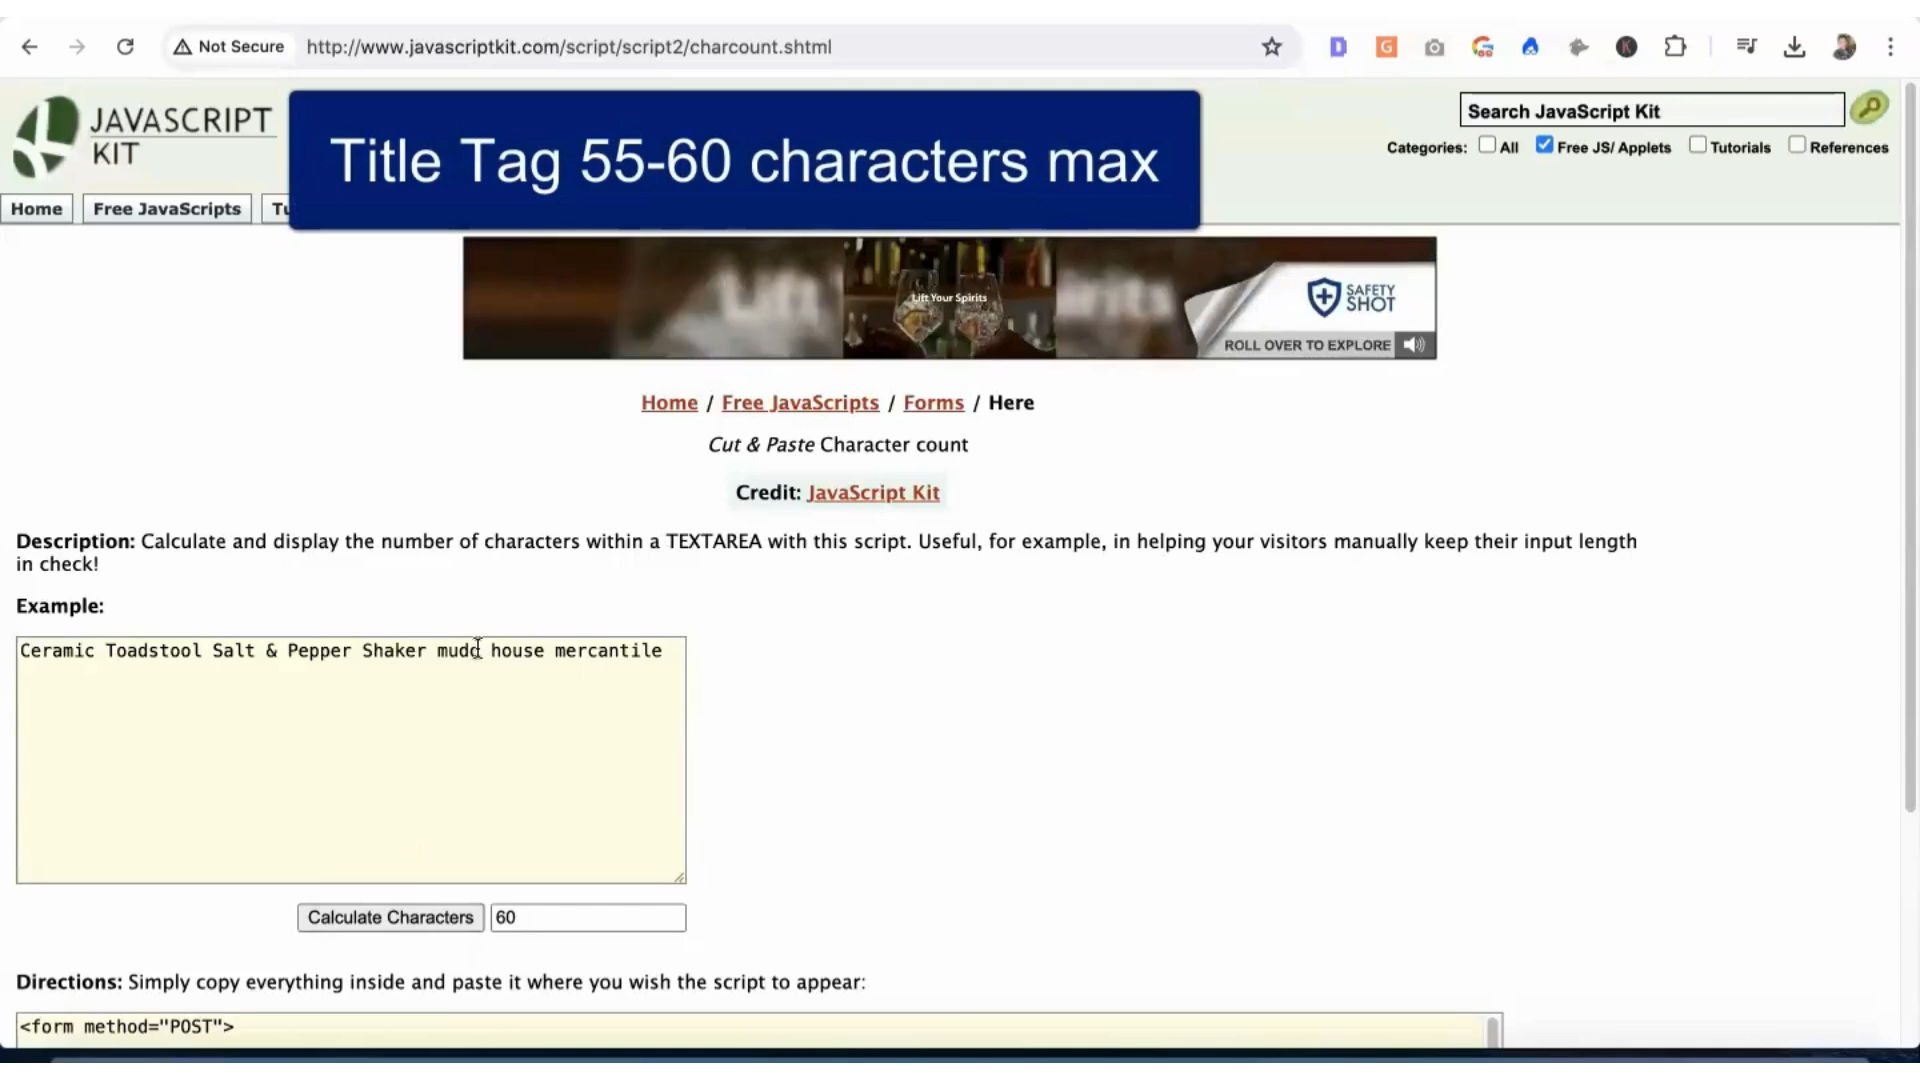 Not Secure
http://www.javascriptkit.com/script/script2/charcount.shtml
JAVASCRIPT
KIT
Title Tag 55-60 characters max
Search JavaScript Kit
Categories: All Free JS/ Applets Tutorials References
Home Free JavaScripts Tu
Lift Your Spirits
SAFETY
SHOT
ROLL OVER TO EXPLORE
Home / Free JavaScripts / Forms / Here
Cut & Paste Character count
Credit: JavaScript Kit
Description: Calculate and display the number of characters within a TEXTAREA with this script. Useful, for example, in helping your visitors manually keep their input length
in check!
Example:
Ceramic Toadstool Salt & Pepper Shaker mudd house mercantile
Calculate Characters 60
Directions: Simply copy everything inside and paste it where you wish the script to appear:
<form method="POST">